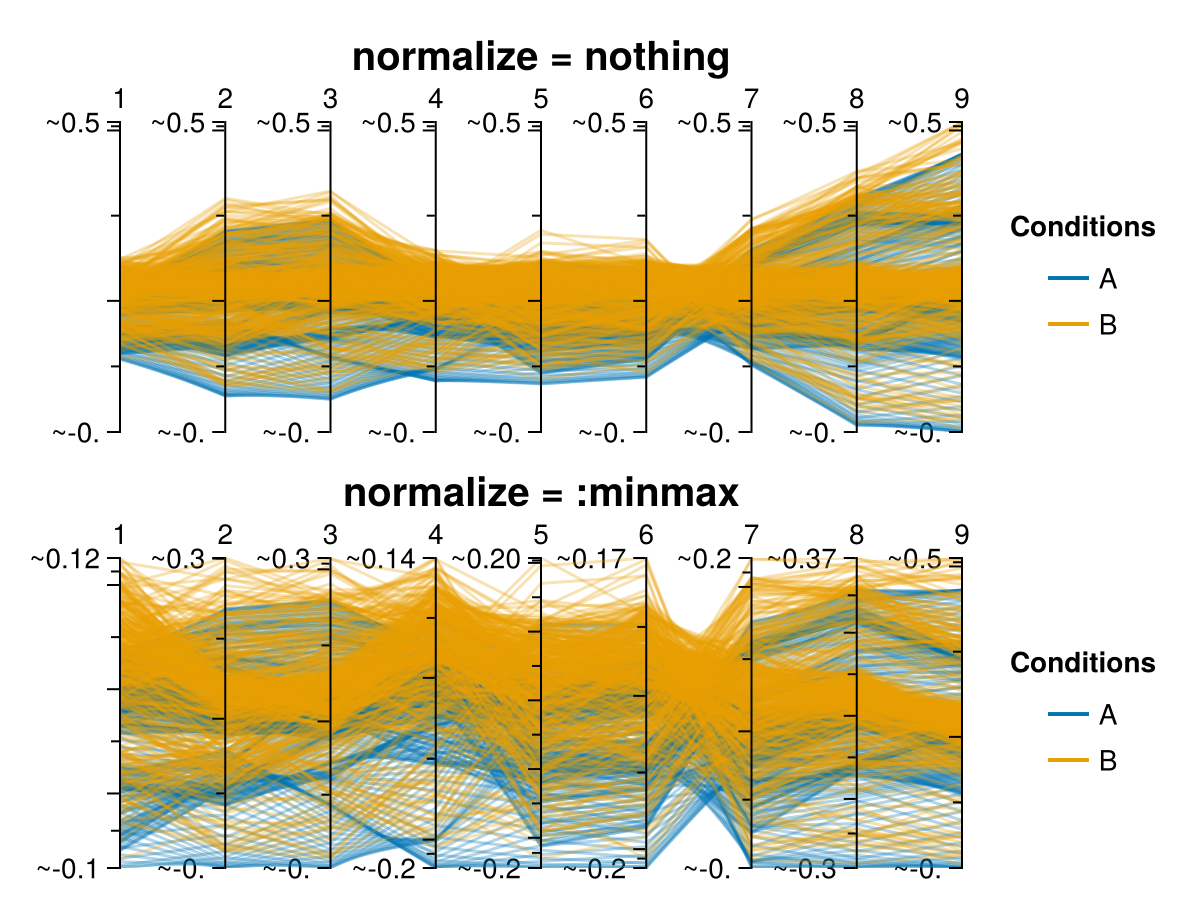 normalize = nothing
1 2 3 4 5 6 7 8 9
~0.5 ~0.5 ~0.5 ~0.5 ~0.5 ~0.5 ~0.5 ~0.5 ~0.5
Conditions
A
B
~-0. ~-0. ~-0. ~-0. ~-0. ~-0. ~-0. ~-0. ~-0.
normalize = :minmax
1 2 3 4 5 6 7 8 9
~0.12 ~0.3 ~0.3 ~0.14 ~0.20 ~0.17 ~0.2 ~0.37 ~0.5
Conditions
A
B
~-0.1 ~-0. ~-0. ~-0.2 ~-0.2 ~-0.2 ~-0. ~-0.3 ~-0.